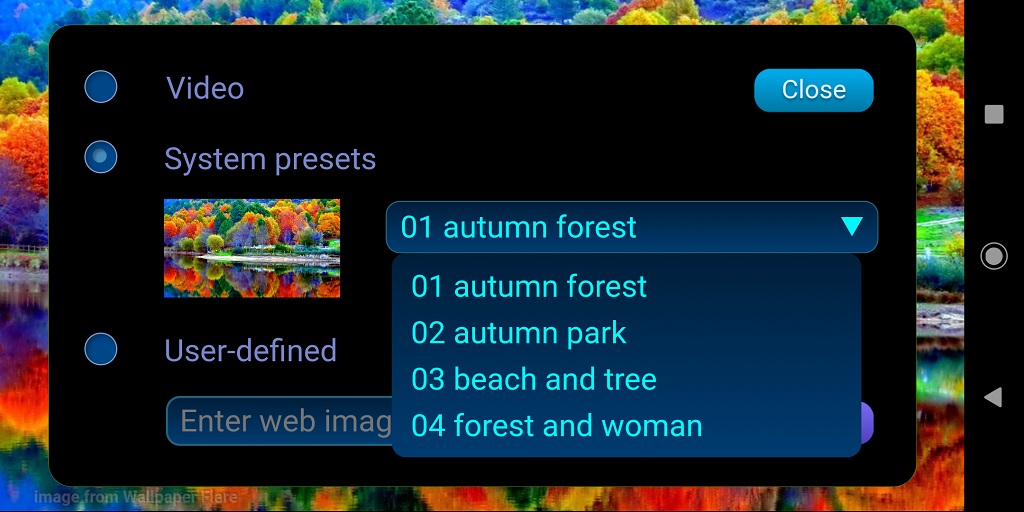 Video
Close
System presets
01 autumn forest
01 autumn forest
02 autumn park
03 beach and tree
04 forest and woman
User-defined
Enter web imag
image from Wallpaper Flare